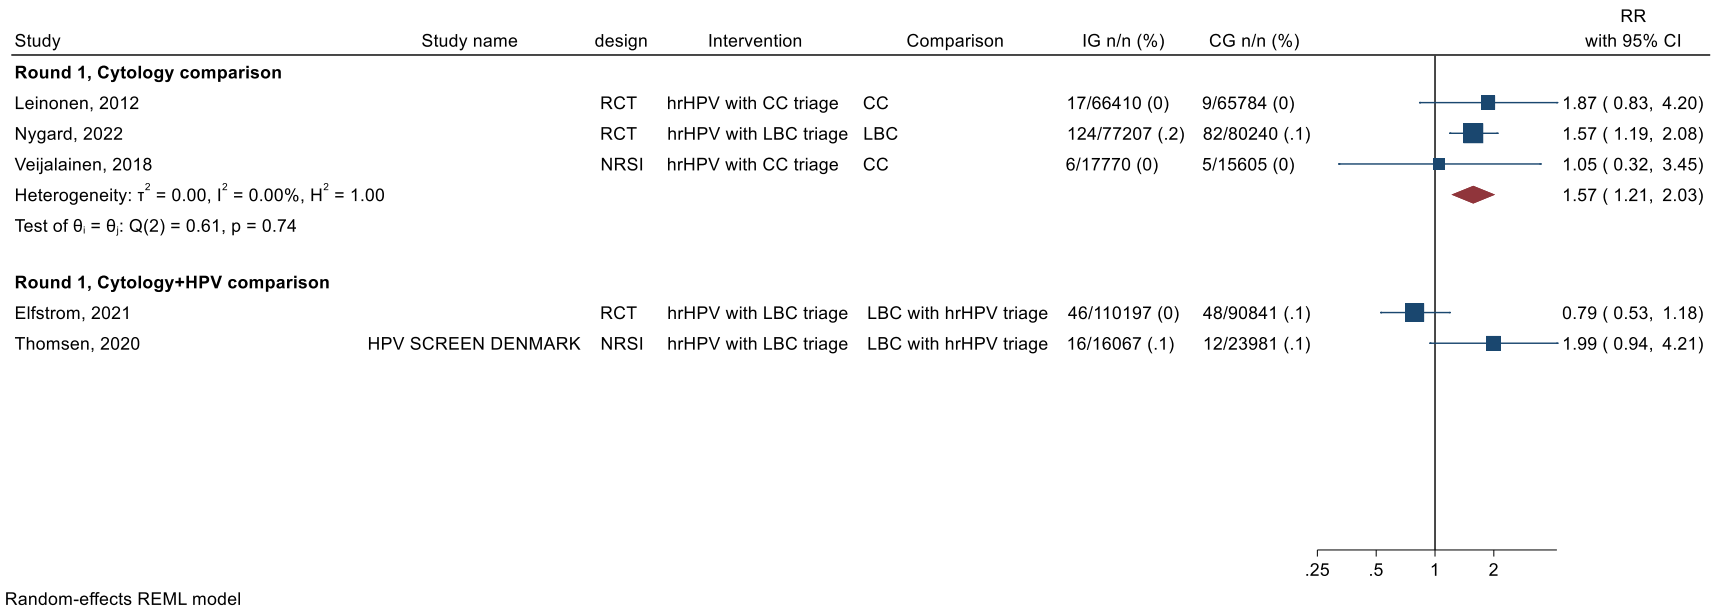 RR
Study Study name design Intervention Comparison IG n/n (%) CG n/n (%) with 95% CI
Round 1, Cytology comparison
Leinonen, 2012 RCT hrHPV with CC triage CC 17/66410 (0) 9/65784 (0) 1.87 ( 0.83, 4.20)
Nygard, 2022 RCT hrHPV with LBC triage LBC 124/77207 (.2) 82/80240 (.1) 1.57 ( 1.19, 2.08)
Veijalainen, 2018 NRSI hrHPV with CC triage CC 6/17770 (0) 5/15605 (0) 1.05 ( 0.32, 3.45)
Heterogeneity: τ² = 0.00, I² = 0.00%, H² = 1.00 1.57 ( 1.21, 2.03)
Test of θᵢ = θⱼ: Q(2) = 0.61, p = 0.74
Round 1, Cytology+HPV comparison
Elfstrom, 2021 RCT hrHPV with LBC triage LBC with hrHPV triage 46/110197 (0) 48/90841 (.1) 0.79 ( 0.53, 1.18)
Thomsen, 2020 HPV SCREEN DENMARK NRSI hrHPV with LBC triage LBC with hrHPV triage 16/16067 (.1) 12/23981 (.1) 1.99 ( 0.94, 4.21)
.25 .5 1 2
Random-effects REML model